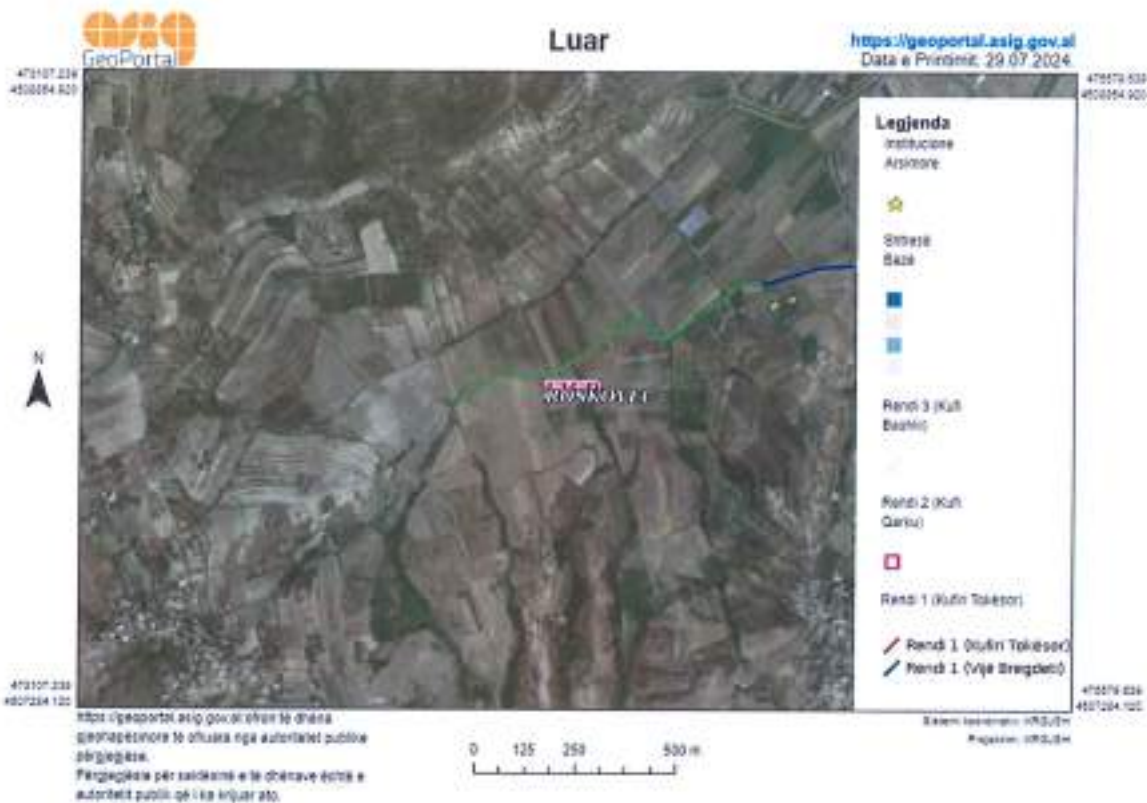 asig
GeoPortal
Luar
https://geoportal.asig.gov.al
Data e Printimit: 29.07.2024
Legjenda
Institucione
Arsimore
Bazë
Rendi 3 (Kufi
Bashki)
Rendi 2 (Kufi
Qarku)
Rendi 1 (Kufiri Tokësor)
Rendi 1 (Kufiri Tokësor)
Rendi 1 (Vijë Bregdeti)
N
ROSKOVEC
https://geoportal.asig.gov.al ofron të dhëna
gjeohapësinore të ofruara nga autoritetet publike
përgjegjëse.
Përgjegjësia për saktësinë e të dhënave është e
autoritetit publik që i ka krijuar ato.
0 125 250 500 m
Sistemi koordinativ: KRGJSH
Projeksioni: KRGJSH